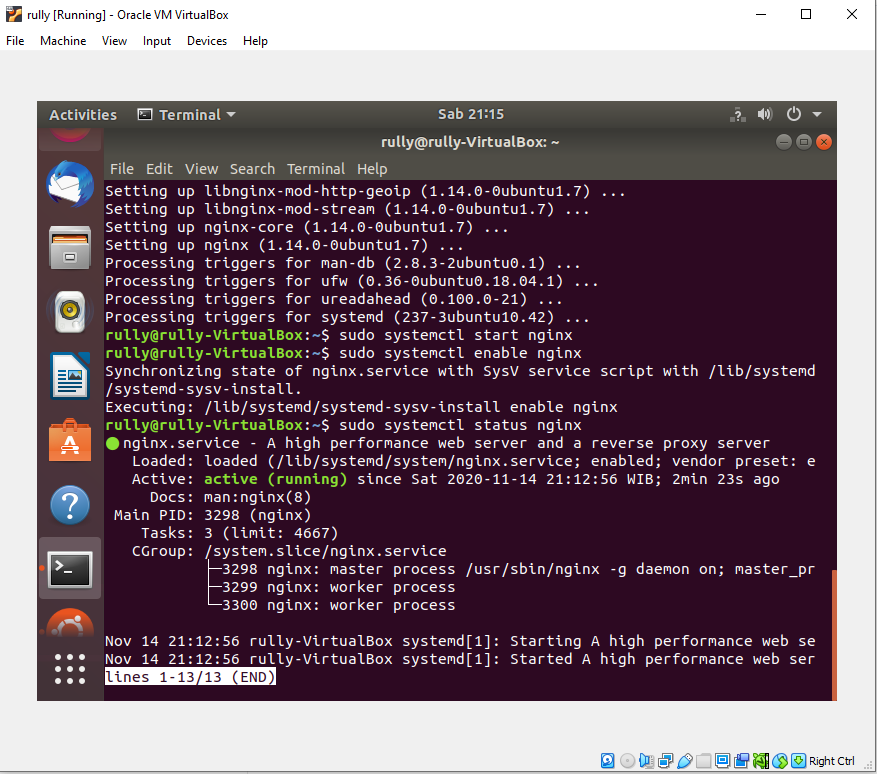 rully [Running] - Oracle VM VirtualBox
File Machine View Input Devices Help
Activities Terminal Sab 21:15
rully@rully-VirtualBox: ~
File Edit View Search Terminal Help
Setting up libnginx-mod-http-geoip (1.14.0-0ubuntu1.7) ...
Setting up libnginx-mod-stream (1.14.0-0ubuntu1.7) ...
Setting up nginx-core (1.14.0-0ubuntu1.7) ...
Setting up nginx (1.14.0-0ubuntu1.7) ...
Processing triggers for man-db (2.8.3-2ubuntu0.1) ...
Processing triggers for ufw (0.36-0ubuntu0.18.04.1) ...
Processing triggers for ureadahead (0.100.0-21) ...
Processing triggers for systemd (237-3ubuntu10.42) ...
rully@rully-VirtualBox:~$ sudo systemctl start nginx
rully@rully-VirtualBox:~$ sudo systemctl enable nginx
Synchronizing state of nginx.service with SysV service script with /lib/systemd
/systemd-sysv-install.
Executing: /lib/systemd/systemd-sysv-install enable nginx
rully@rully-VirtualBox:~$ sudo systemctl status nginx
● nginx.service - A high performance web server and a reverse proxy server
Loaded: loaded (/lib/systemd/system/nginx.service; enabled; vendor preset: e
Active: active (running) since Sat 2020-11-14 21:12:56 WIB; 2min 23s ago
Docs: man:nginx(8)
Main PID: 3298 (nginx)
Tasks: 3 (limit: 4667)
CGroup: /system.slice/nginx.service
├─3298 nginx: master process /usr/sbin/nginx -g daemon on; master_pr
├─3299 nginx: worker process
└─3300 nginx: worker process
Nov 14 21:12:56 rully-VirtualBox systemd[1]: Starting A high performance web se
Nov 14 21:12:56 rully-VirtualBox systemd[1]: Started A high performance web ser
lines 1-13/13 (END)
Right Ctrl